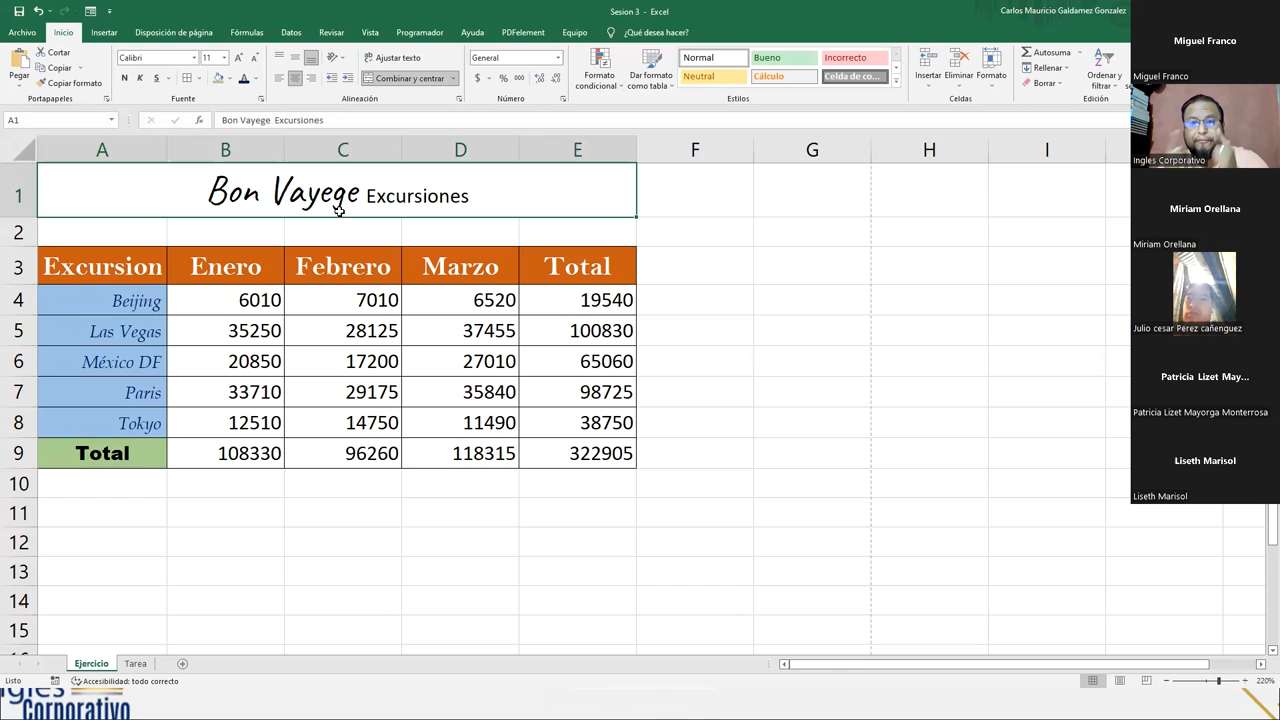 Sesion 3 - Excel
Carlos Mauricio Galdamez Gonzalez
Archivo Inicio Insertar Disposición de página Fórmulas Datos Revisar Vista Programador Ayuda PDFelement Equipo ¿Qué desea hacer?
Pegar
Cortar
Copiar
Copiar formato
Portapapeles
Calibri 11
N K S
Fuente
Ajustar texto
Combinar y centrar
Alineación
General
$ % 000
Número
Formato condicional
Dar formato como tabla
Normal Bueno Incorrecto
Neutral Cálculo Celda de co...
Estilos
Insertar Eliminar Formato
Celdas
Autosuma
Rellenar
Borrar
Ordenar y filtrar
Edición
A1 fx Bon Vayege Excursiones
A B C D E F G H I
1 Bon Vayege Excursiones
2
3 Excursion Enero Febrero Marzo Total
4 Beijing 6010 7010 6520 19540
5 Las Vegas 35250 28125 37455 100830
6 México DF 20850 17200 27010 65060
7 Paris 33710 29175 35840 98725
8 Tokyo 12510 14750 11490 38750
9 Total 108330 96260 118315 322905
10
11
12
13
14
15
Ejercicio Tarea
Listo Accesibilidad: todo correcto 220%
Ingles
Corporativo
Miguel Franco
Miguel Franco
Ingles Corporativo
Miriam Orellana
Miriam Orellana
Julio cesar Perez cañenguez
Patricia Lizet May...
Patricia Lizet Mayorga Monterrosa
Liseth Marisol
Liseth Marisol